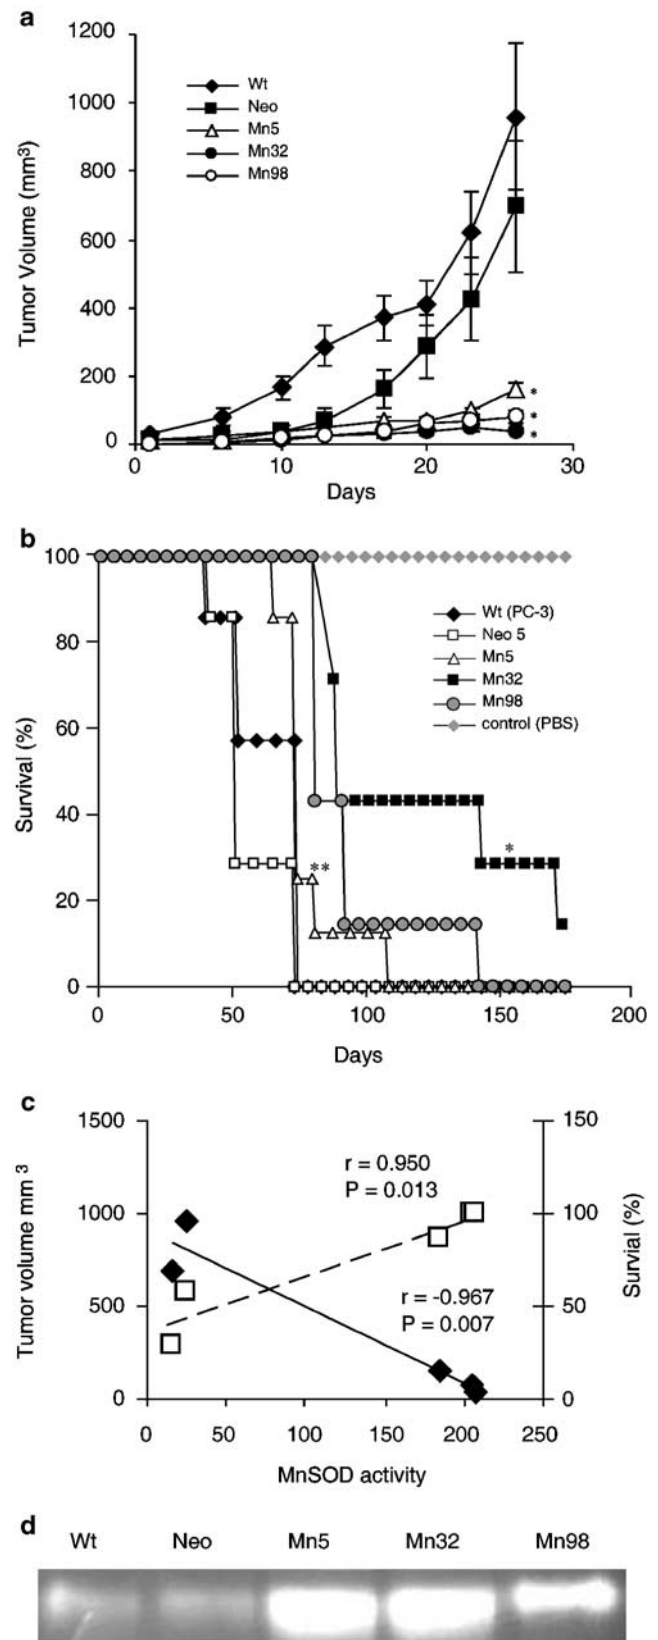 a
1200
1000
800
600
400
200
0
Tumor Volume (mm³)
Wt
Neo
Mn5
Mn32
Mn98
*
*
*
0 10 20 30
Days
b
100
80
60
40
20
0
Survival (%)
Wt (PC-3)
Neo 5
Mn5
Mn32
Mn98
control (PBS)
**
*
0 50 100 150 200
Days
c
1500
1000
500
0
Tumor volume mm ³
150
100
50
0
Survial (%)
r = 0.950
P = 0.013
r = -0.967
P = 0.007
0 50 100 150 200 250
MnSOD activity
d
Wt Neo Mn5 Mn32 Mn98